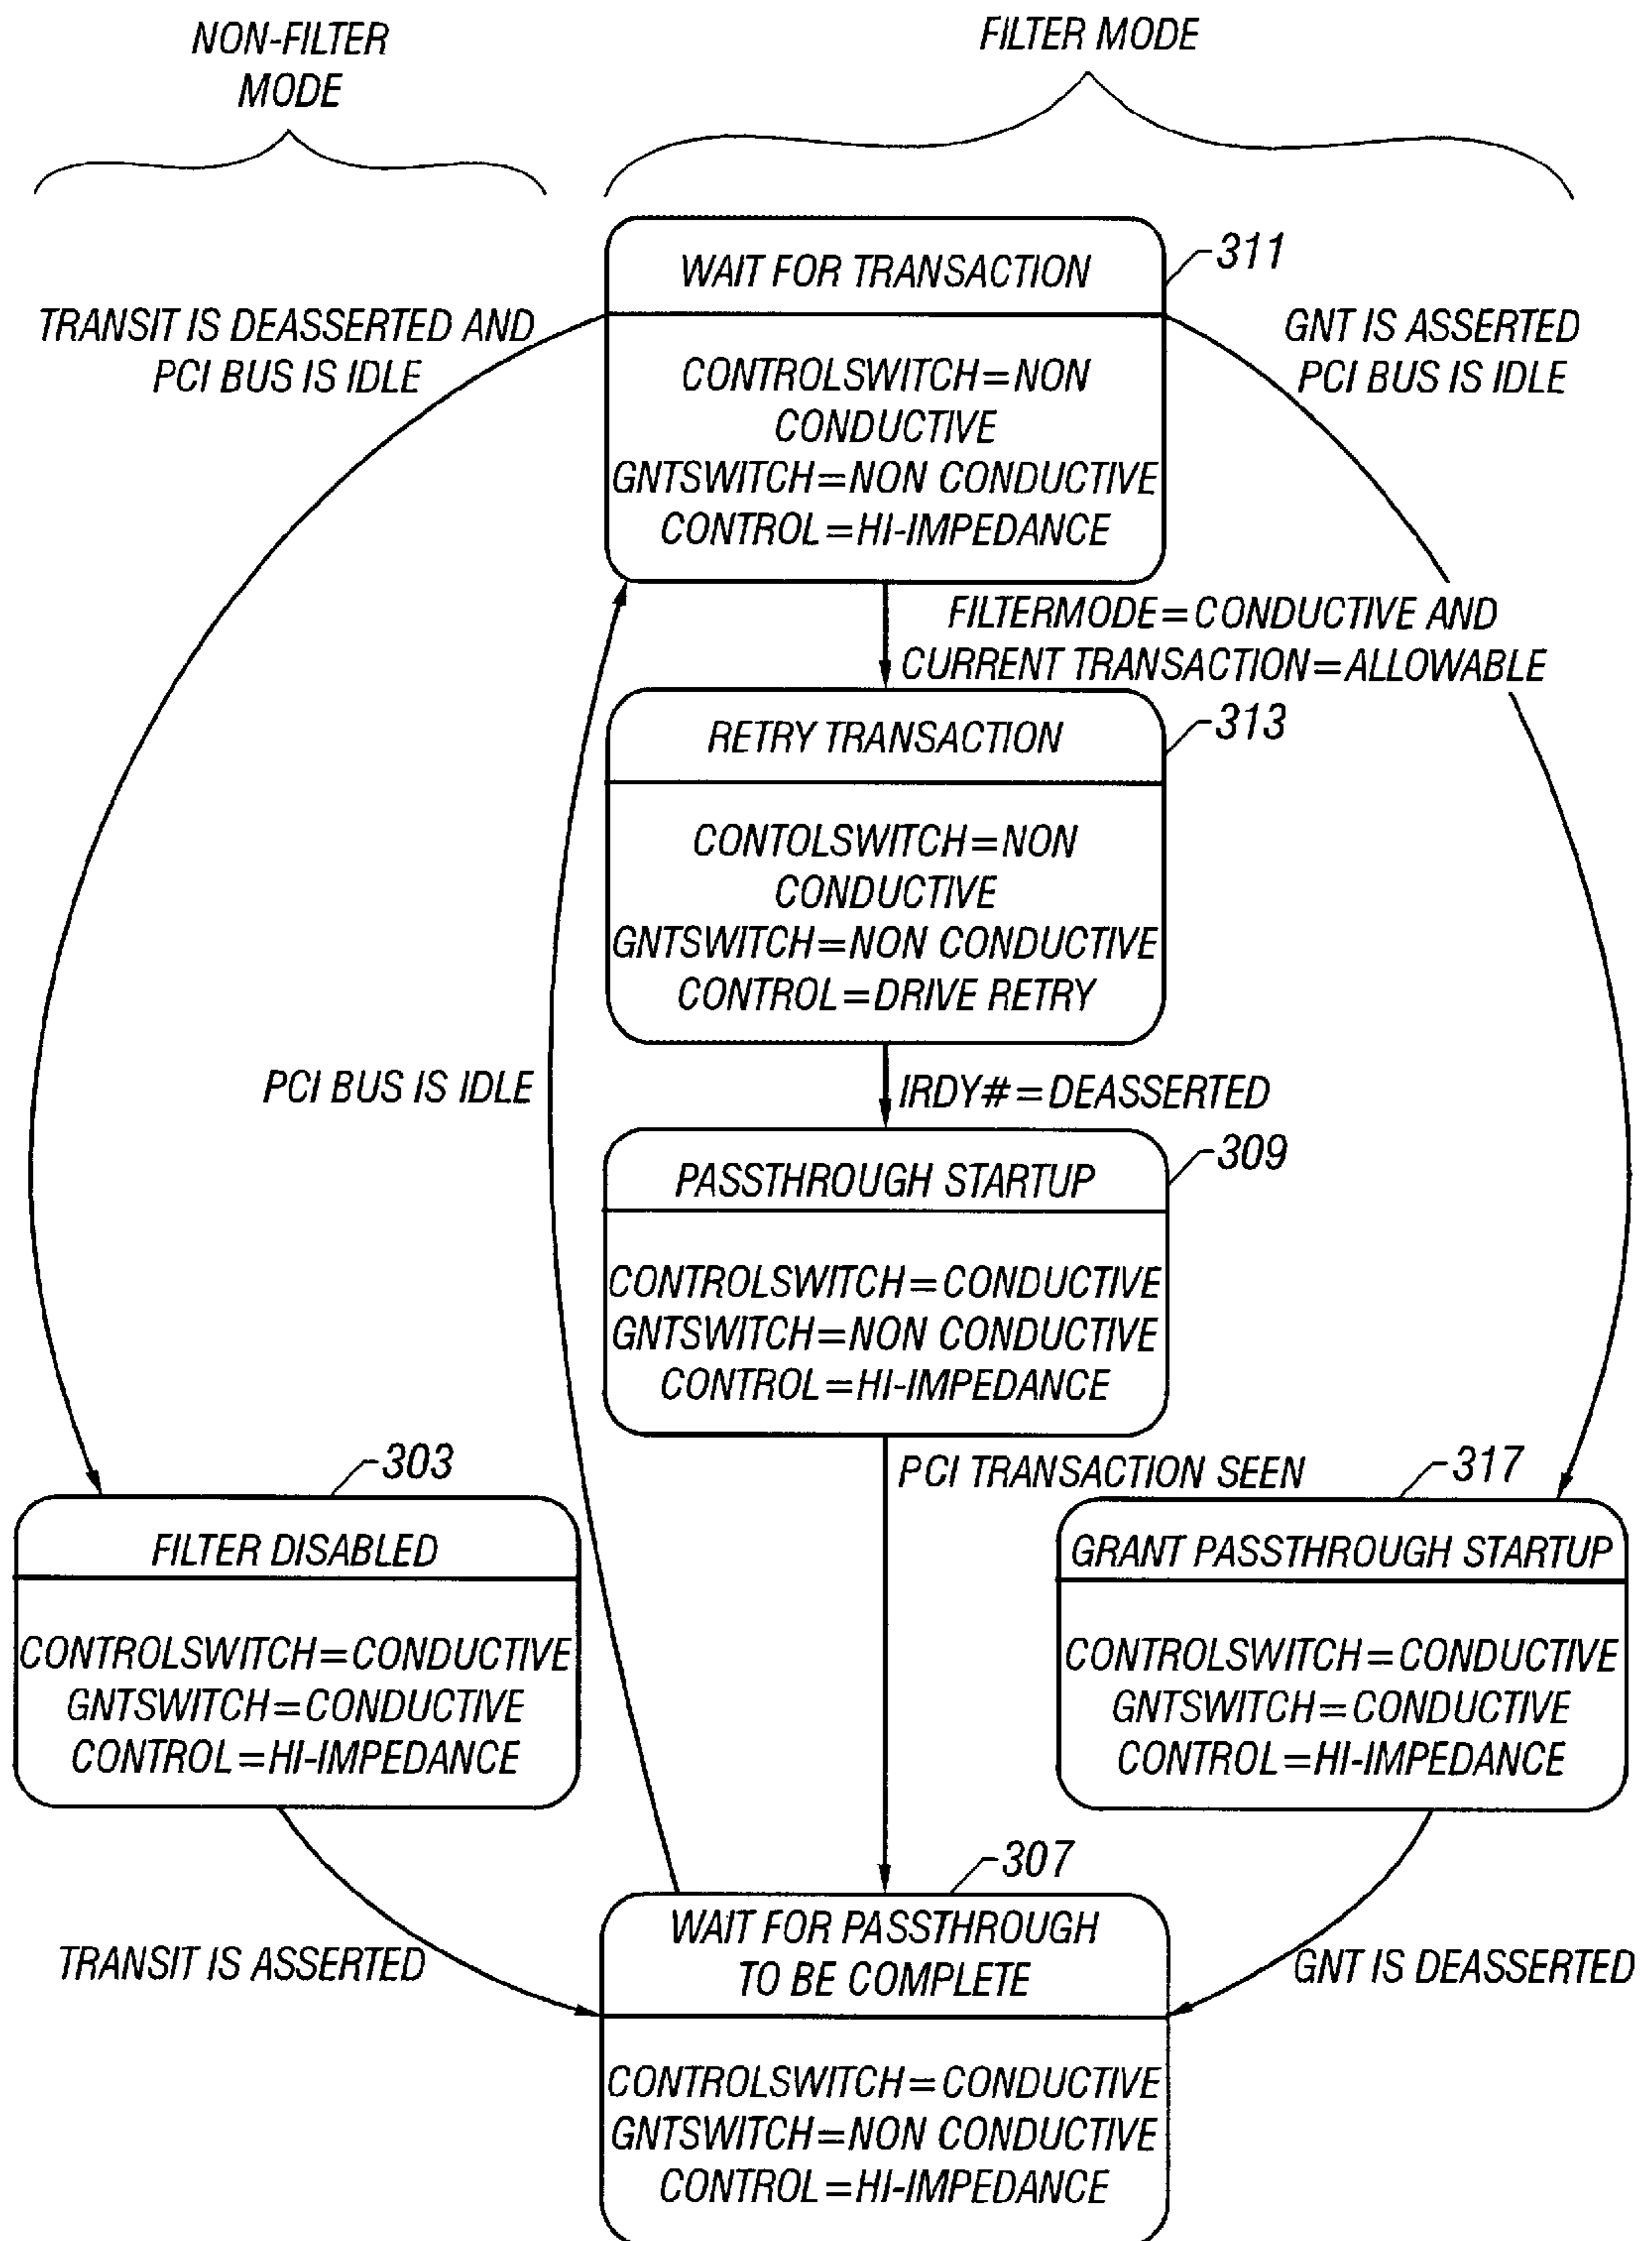 NON-FILTER
MODE
FILTER MODE
WAIT FOR TRANSACTION
311
CONTROLSWITCH=NON
CONDUCTIVE
GNTSWITCH=NON CONDUCTIVE
CONTROL=HI-IMPEDANCE
TRANSIT IS DEASSERTED AND
PCI BUS IS IDLE
GNT IS ASSERTED
PCI BUS IS IDLE
FILTERMODE=CONDUCTIVE AND
CURRENT TRANSACTION=ALLOWABLE
RETRY TRANSACTION
313
CONTOLSWITCH=NON
CONDUCTIVE
GNTSWITCH=NON CONDUCTIVE
CONTROL=DRIVE RETRY
PCI BUS IS IDLE
IRDY#=DEASSERTED
PASSTHROUGH STARTUP
309
CONTROLSWITCH=CONDUCTIVE
GNTSWITCH=NON CONDUCTIVE
CONTROL=HI-IMPEDANCE
PCI TRANSACTION SEEN
303
FILTER DISABLED
CONTROLSWITCH=CONDUCTIVE
GNTSWITCH=CONDUCTIVE
CONTROL=HI-IMPEDANCE
317
GRANT PASSTHROUGH STARTUP
CONTROLSWITCH=CONDUCTIVE
GNTSWITCH=CONDUCTIVE
CONTROL=HI-IMPEDANCE
TRANSIT IS ASSERTED
GNT IS DEASSERTED
307
WAIT FOR PASSTHROUGH
TO BE COMPLETE
CONTROLSWITCH=CONDUCTIVE
GNTSWITCH=NON CONDUCTIVE
CONTROL=HI-IMPEDANCE